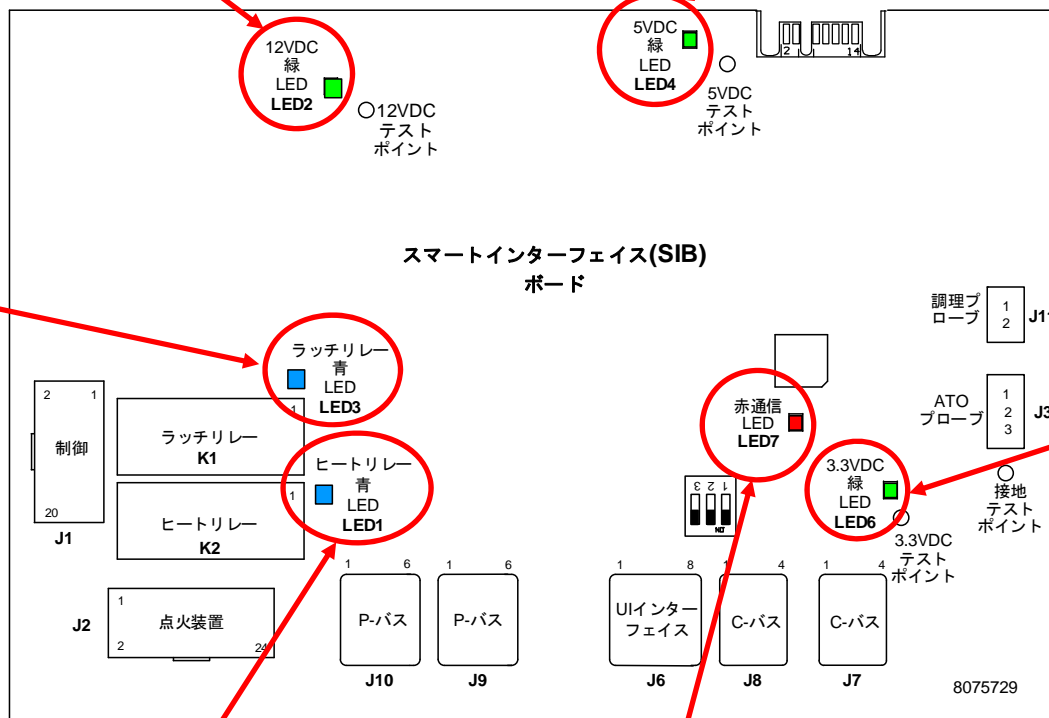 12VDC
緑
LED
LED2
12VDC
テスト
ポイント
5VDC
緑
LED
LED4
5VDC
テスト
ポイント
2
14
スマートインターフェイス(SIB)
ボード
調理プ
ローブ
1
2
J11
ラッチリレー
青
LED
LED3
赤通信
LED
LED7
ATO
プローブ
1
2
3
J3
2
1
制御
20
J1
1
ラッチリレー
K1
1
ヒートリレー
K2
ヒートリレー
青
LED
LED1
3.3VDC
緑
LED
LED6
3.3VDC
テスト
ポイント
接地
テスト
ポイント
3 2 1
J2
1
点火装置
2
24
1
6
P-バス
J10
1
6
P-バス
J9
1
8
UIインター
フェイス
J6
1
4
C-バス
J8
1
4
C-バス
J7
8075729